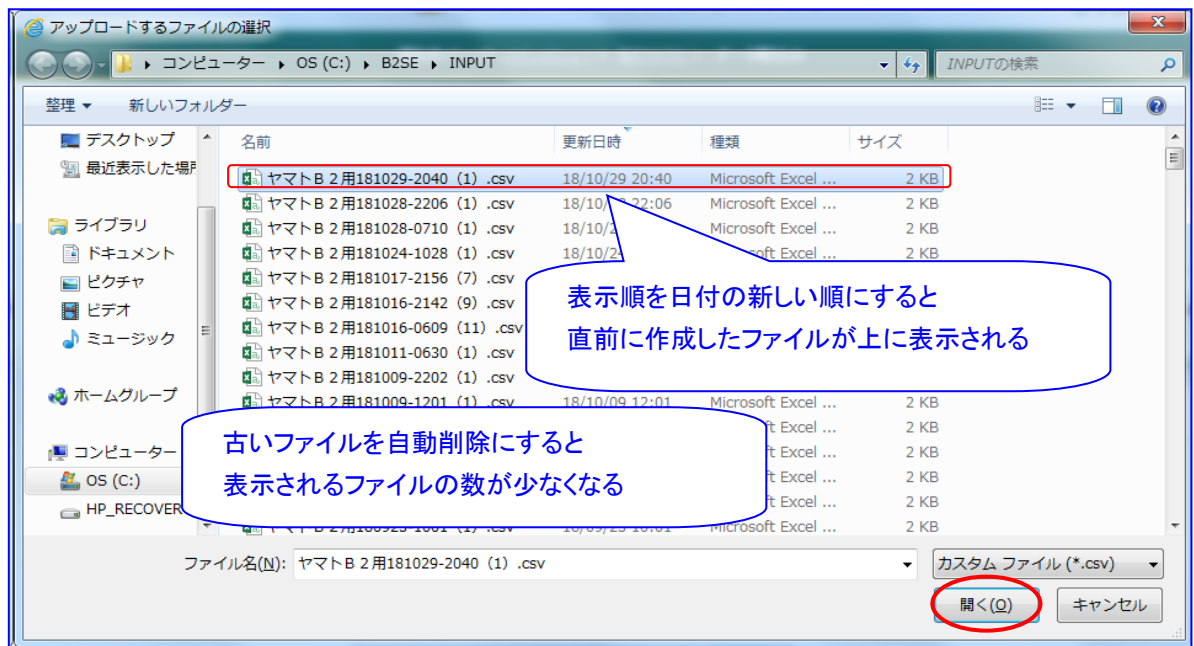 アップロードするファイルの選択
コンピューター ▸ OS (C:) ▸ B2SE ▸ INPUT
INPUTの検索
整理 ▼ 新しいフォルダー
デスクトップ
最近表示した場所
ライブラリ
ドキュメント
ピクチャ
ビデオ
ミュージック
ホームグループ
コンピューター
OS (C:)
HP_RECOVER
名前 更新日時 種類 サイズ
ヤマトB２用181029-2040（1）.csv 18/10/29 20:40 Microsoft Excel ... 2 KB
ヤマトB２用181028-2206（1）.csv 18/10/ 22:06 Microsoft Excel ... 2 KB
ヤマトB２用181028-0710（1）.csv 18/10/2 Microsoft Excel ... 2 KB
ヤマトB２用181024-1028（1）.csv 18/10/24 soft Excel ... 2 KB
ヤマトB２用181017-2156（7）.csv
ヤマトB２用181016-2142（9）.csv
ヤマトB２用181016-0609（11）.csv
ヤマトB２用181011-0630（1）.csv
ヤマトB２用181009-2202（1）.csv
ヤマトB２用181009-1201（1）.csv 18/10/09 12:01 Microsoft Excel ... 2 KB
ft Excel ... 2 KB
ft Excel ... 2 KB
ft Excel ... 2 KB
ft Excel ... 2 KB
Microsoft Excel ... 2 KB
表示順を日付の新しい順にすると
直前に作成したファイルが上に表示される
古いファイルを自動削除にすると
表示されるファイルの数が少なくなる
ファイル名(N): ヤマトB２用181029-2040（1）.csv
カスタム ファイル (*.csv)
開く(O) キャンセル